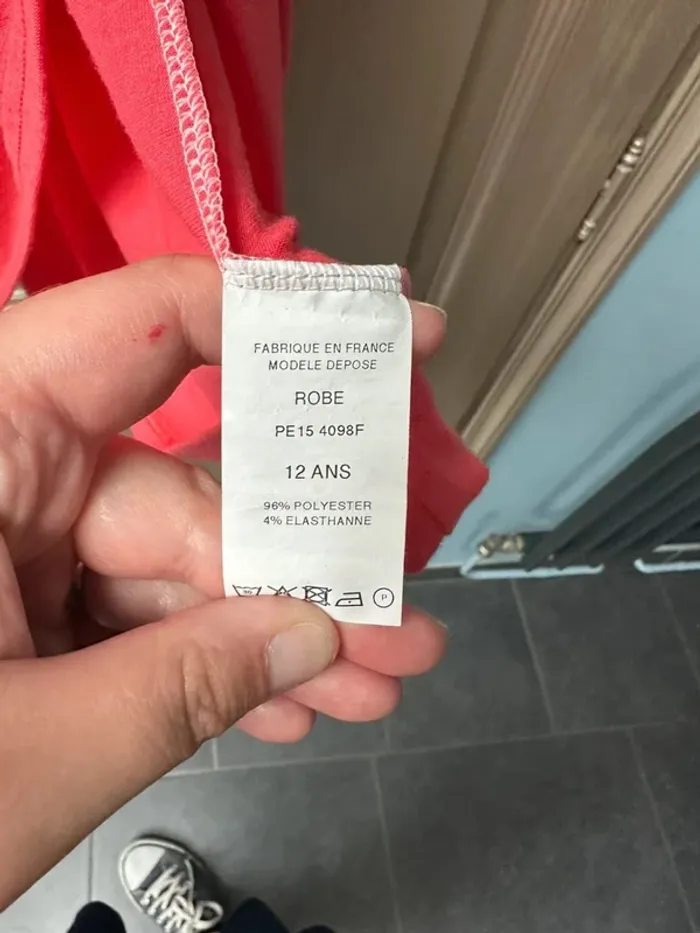 FABRIQUE EN FRANCE
MODELE DEPOSE
ROBE
PE15 4098F
12 ANS
96% POLYESTER
4% ELASTHANNE
P